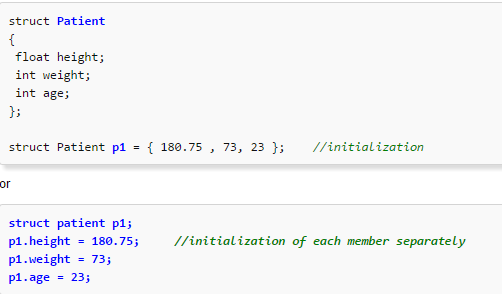 struct Patient
{
 float height;
 int weight;
 int age;
};
struct Patient p1 = { 180.75 , 73, 23 };    //initialization
or
struct patient p1;
p1.height = 180.75;     //initialization of each member separately
p1.weight = 73;
p1.age = 23;